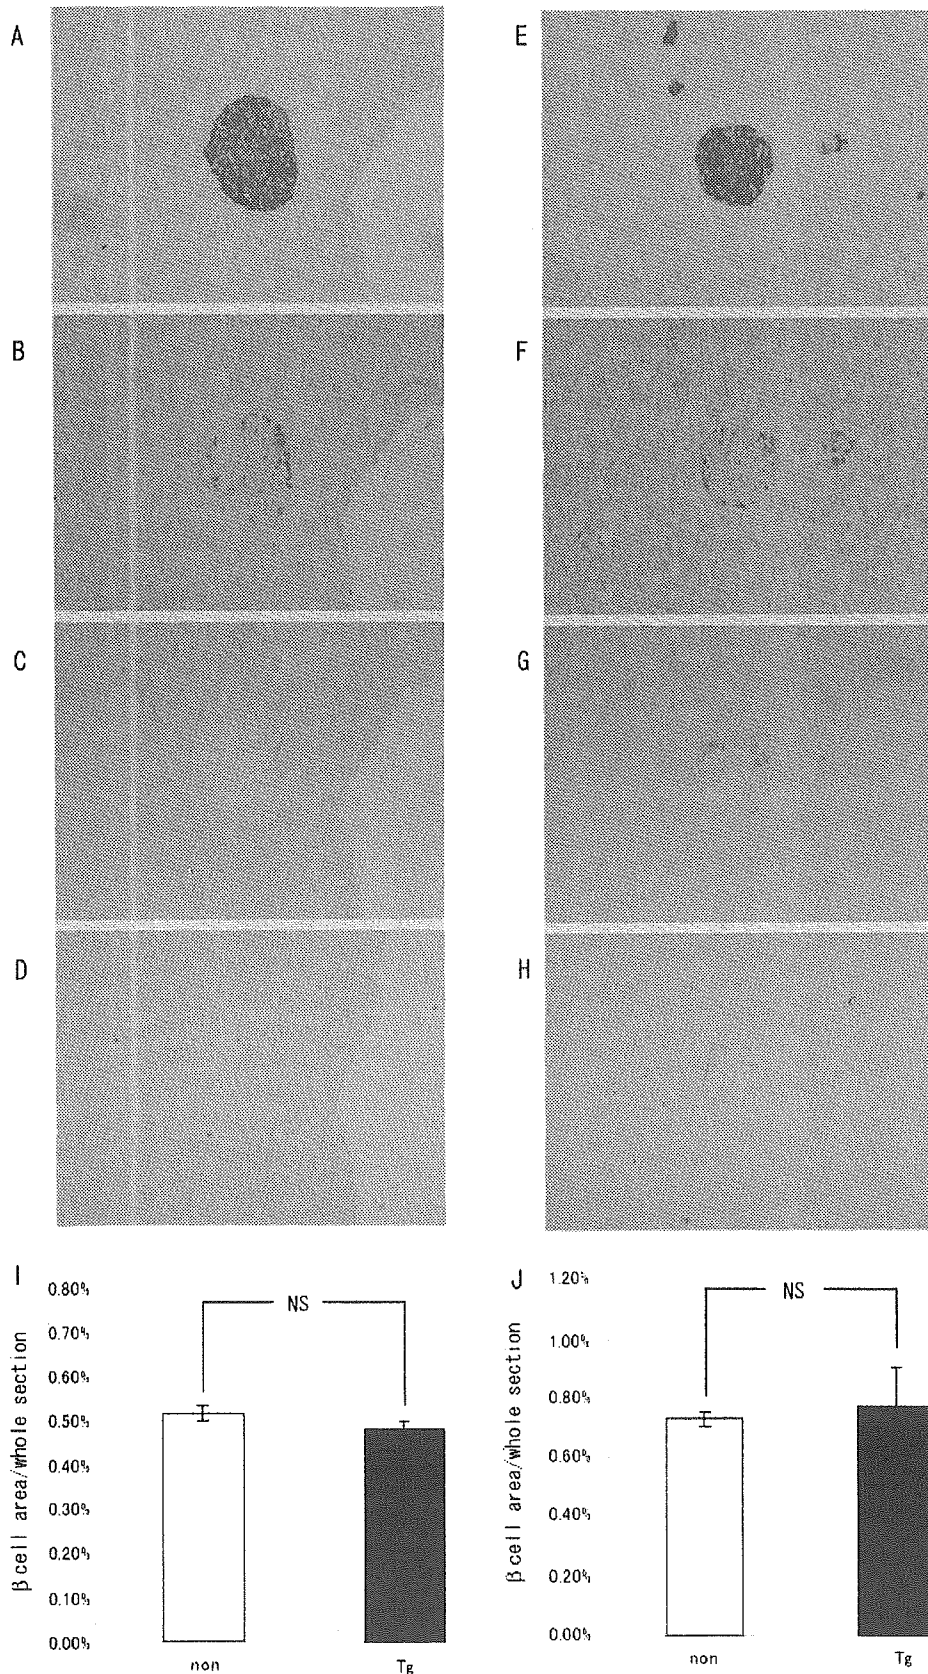 A
E
B
F
C
G
D
H
I
β cell area/whole section
0.80%
0.70%
0.60%
0.50%
0.40%
0.30%
0.20%
0.10%
0.00%
NS
non
Tg
J
β cell area/whole section
1.20%
1.00%
0.80%
0.60%
0.40%
0.20%
0.00%
NS
non
Tg